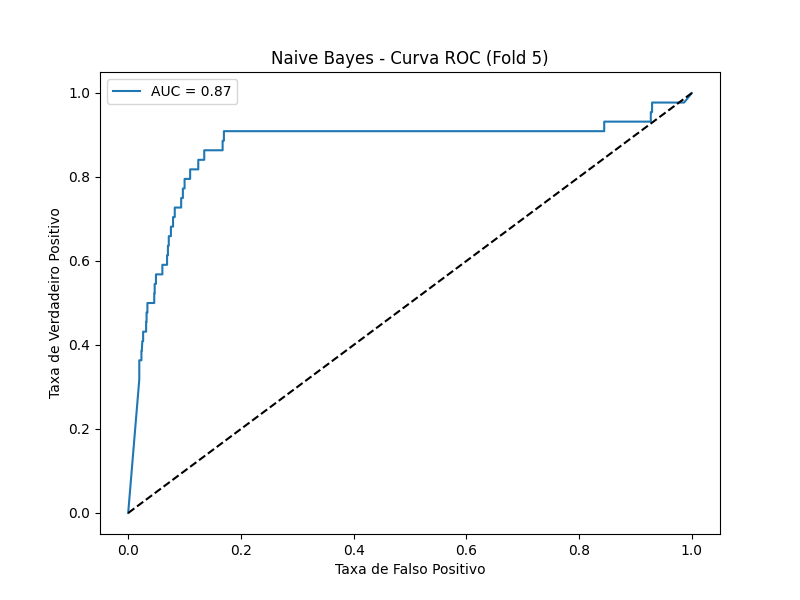 Naive Bayes - Curva ROC (Fold 5)
AUC = 0.87
Taxa de Verdadeiro Positivo
1.0
0.8
0.6
0.4
0.2
0.0
0.0 0.2 0.4 0.6 0.8 1.0
Taxa de Falso Positivo